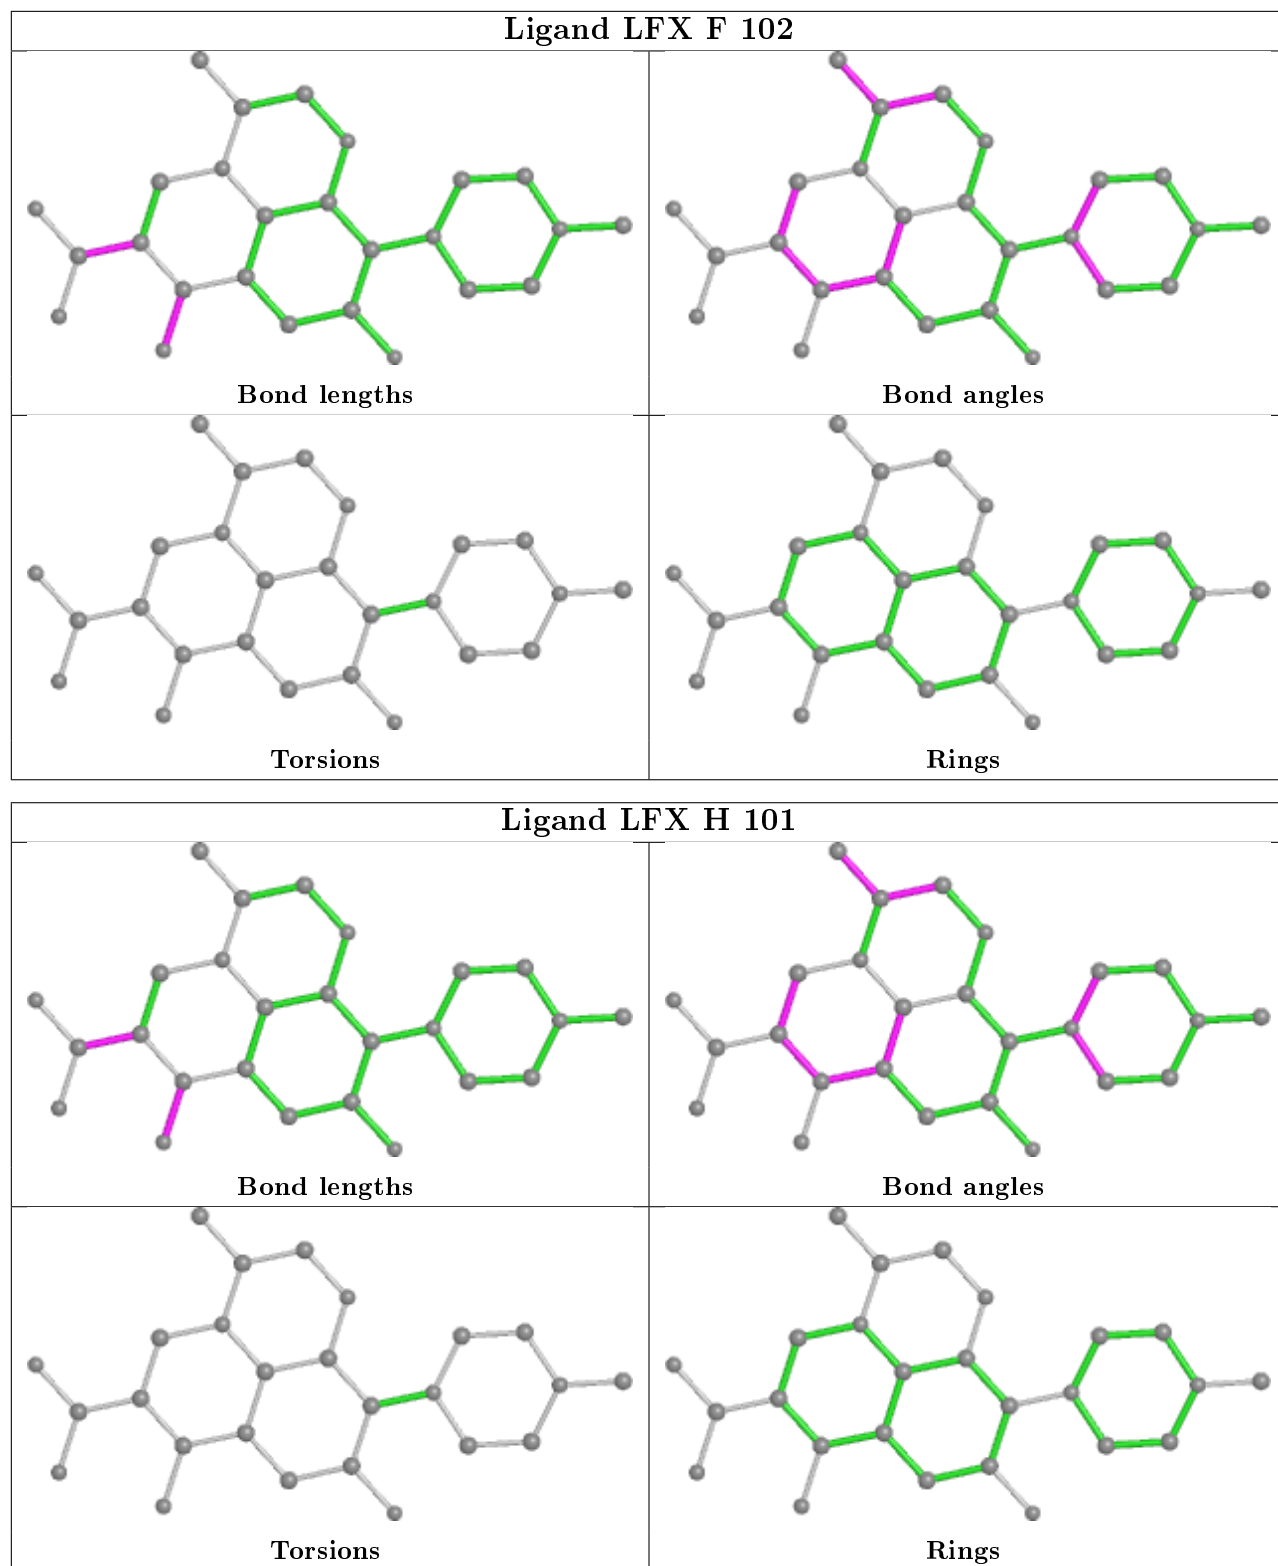 Ligand LFX F 102
Bond lengths
Bond angles
Torsions
Rings
Ligand LFX H 101
Bond lengths
Bond angles
Torsions
Rings